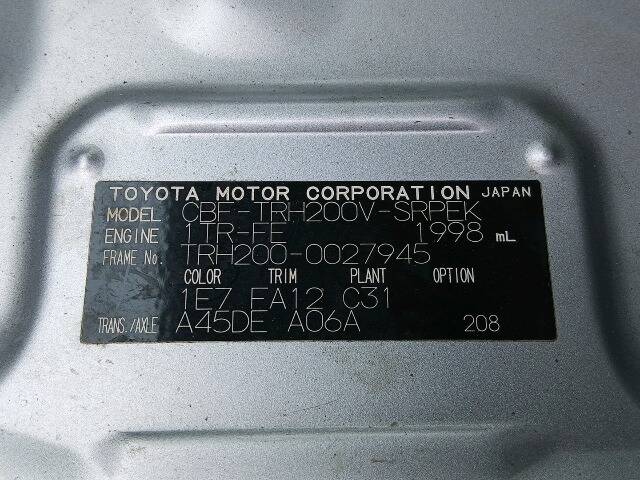 TOYOTA MOTOR CORPORATION JAPAN
MODEL CBF-TRH200V-SRPEK
ENGINE 1TR-FE 1998 mL
FRAME No. TRH200-0027945
COLOR TRIM PLANT OPTION
1E7 EA12 C31
TRANS./AXLE A45DE A06A 208